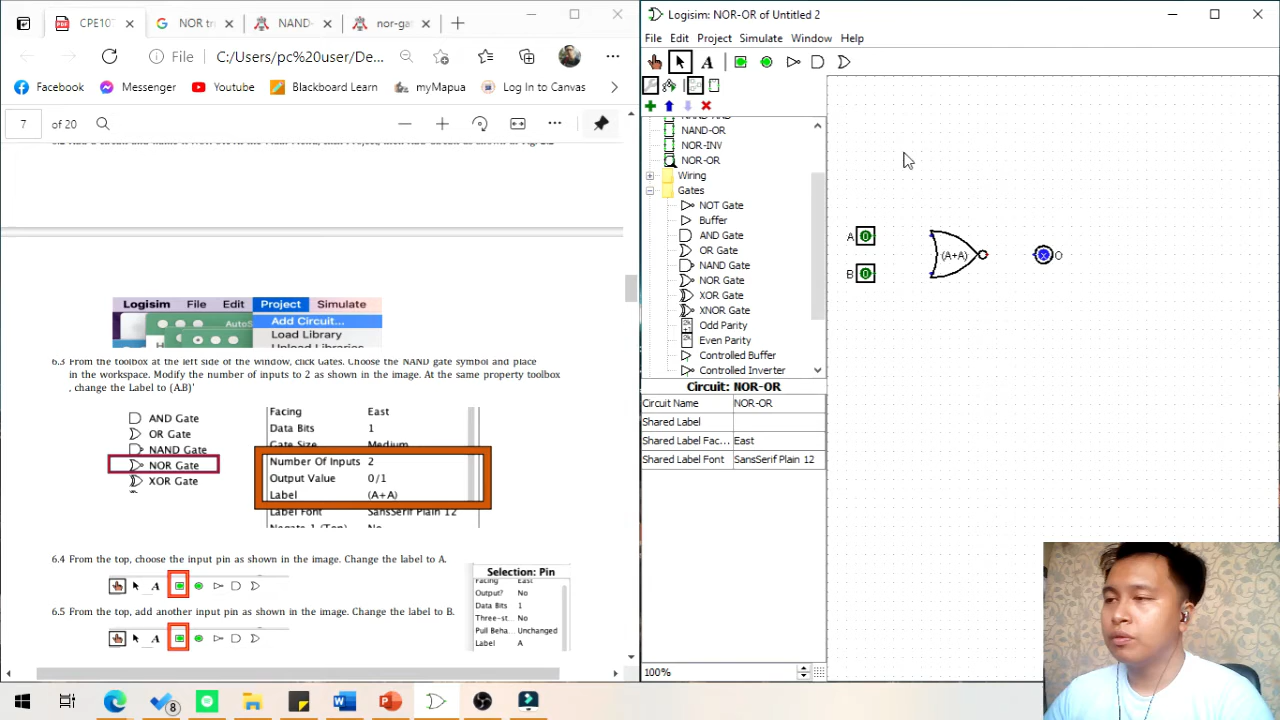 CPE10
NOR tr
NAND-
nor-ga
File
C:/Users/pc%20user/De...
Facebook
Messenger
Youtube
Blackboard Learn
myMapua
Log In to Canvas
7
of 20
Logisim
File
Edit
Project
Simulate
Add Circuit...
Load Library
6.3 From the toolbox at the left side of the window, click Gates. Choose the NAND gate symbol and place
in the workspace. Modify the number of inputs to 2 as shown in the image. At the same property toolbox
, change the Label to (A.B)'
AND Gate
OR Gate
NAND Gate
NOR Gate
XOR Gate
Facing East
Data Bits 1
Gate Size Medium
Number Of Inputs 2
Output Value 0/1
Label (A+A)
Label Font SansSerif Plain 12
Negate 1 (Top) No
6.4 From the top, choose the input pin as shown in the image. Change the label to A.
A
6.5 From the top, add another input pin as shown in the image. Change the label to B.
A
Selection: Pin
Facing East
Output? No
Data Bits 1
Three-st... No
Pull Beha... Unchanged
Label A
8
Logisim: NOR-OR of Untitled 2
File Edit Project Simulate Window Help
A
NAND-OR
NOR-INV
NOR-OR
Wiring
Gates
NOT Gate
Buffer
AND Gate
OR Gate
NAND Gate
NOR Gate
XOR Gate
XNOR Gate
Odd Parity
Even Parity
Controlled Buffer
Controlled Inverter
Circuit: NOR-OR
Circuit Name NOR-OR
Shared Label
Shared Label Fac... East
Shared Label Font SansSerif Plain 12
100%
A 0
B 0
(A+A)
x O